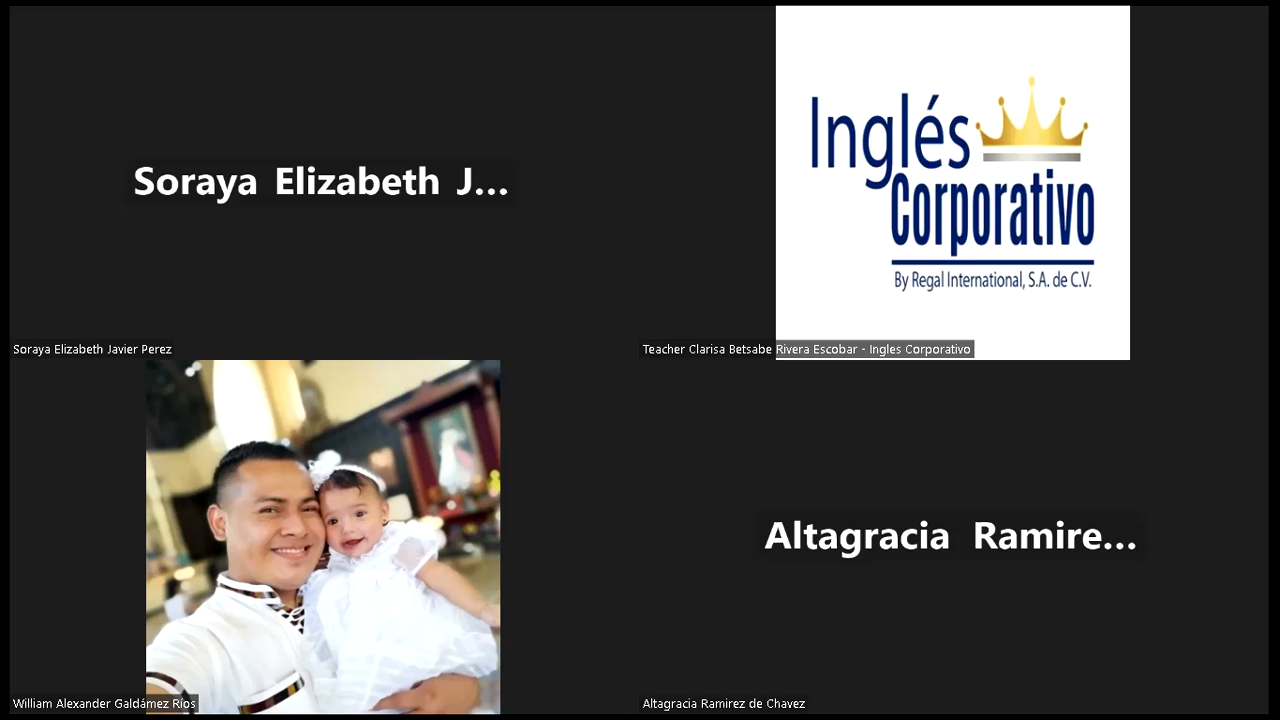 Soraya Elizabeth J...
Soraya Elizabeth Javier Perez
Inglés
Corporativo
By Regal International, S.A. de C.V.
Teacher Clarisa Betsabe Rivera Escobar - Ingles Corporativo
William Alexander Galdámez Ríos
Altagracia Ramire...
Altagracia Ramirez de Chavez